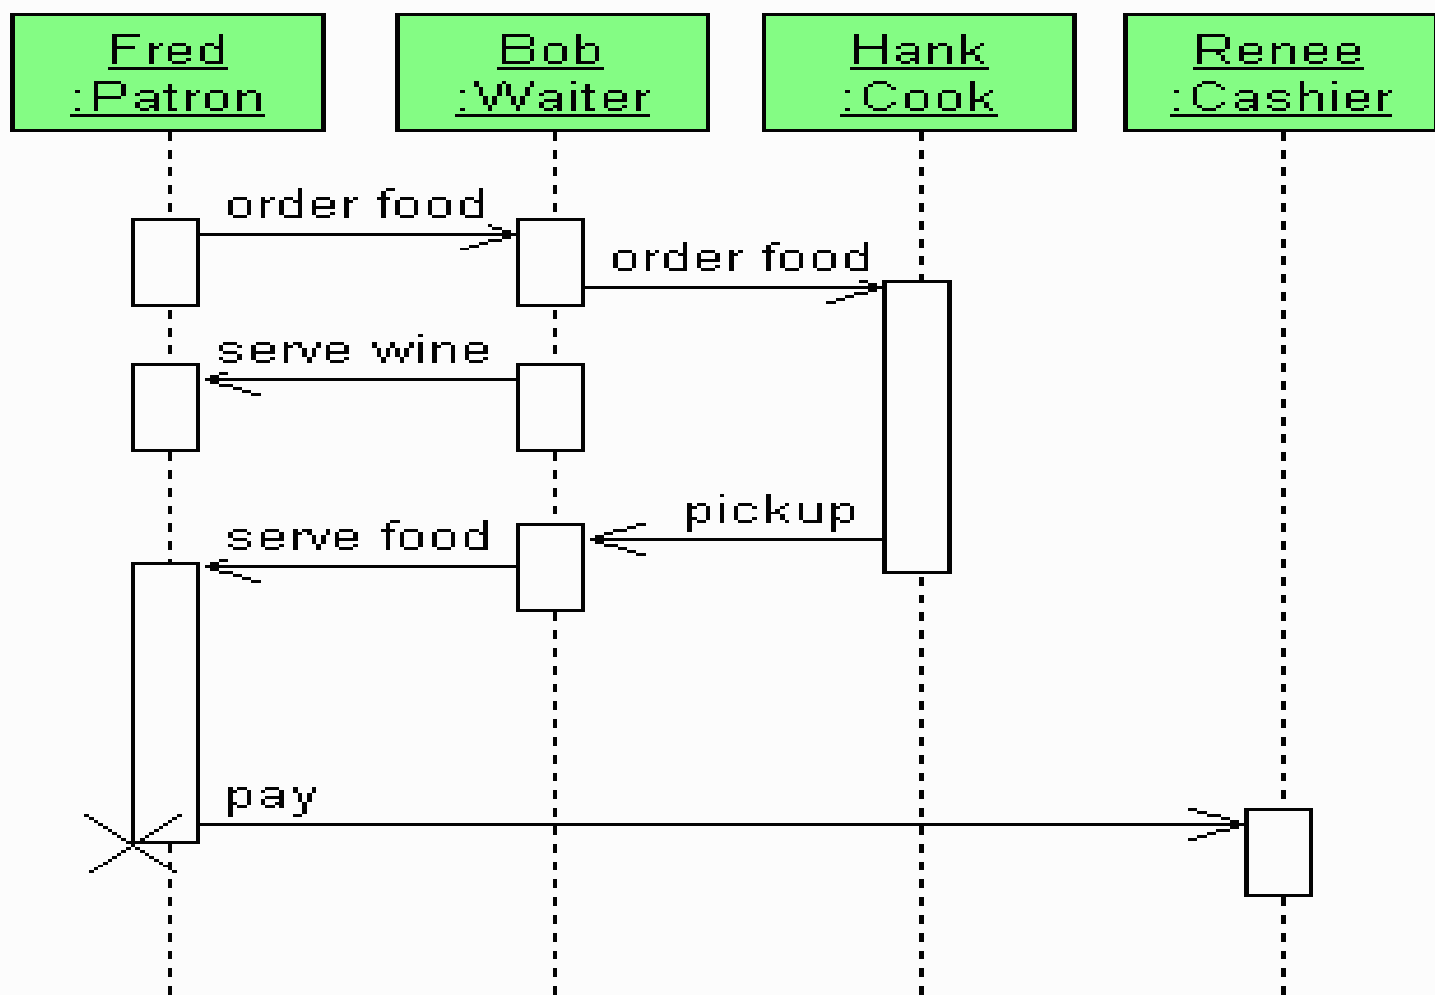 Fred
:Patron
Bob
:Waiter
Hank
:Cook
Renee
:Cashier
order food
order food
serve wine
pickup
serve food
pay